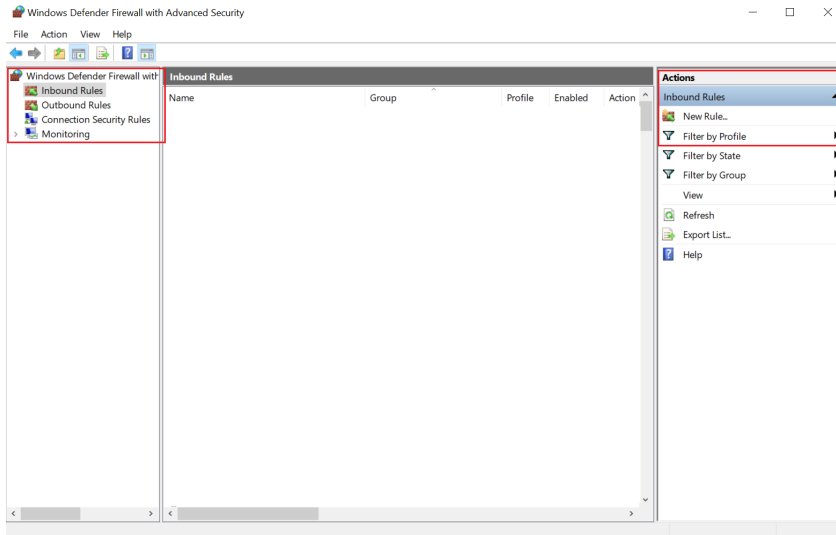 Windows Defender Firewall with Advanced Security
File Action View Help
Windows Defender Firewall with
Inbound Rules
Outbound Rules
Connection Security Rules
Monitoring
Inbound Rules
Name Group Profile Enabled Action
Actions
Inbound Rules
New Rule...
Filter by Profile
Filter by State
Filter by Group
View
Refresh
Export List...
Help